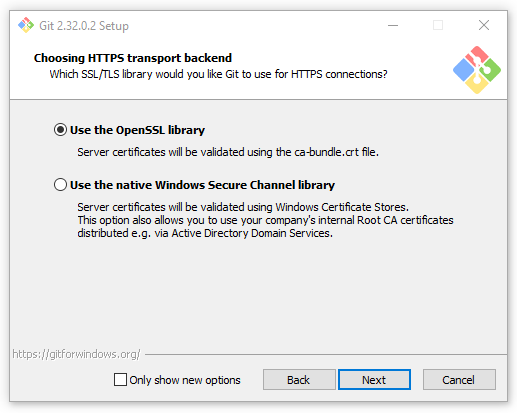 Git 2.32.0.2 Setup
Choosing HTTPS transport backend
Which SSL/TLS library would you like Git to use for HTTPS connections?
Use the OpenSSL library
Server certificates will be validated using the ca-bundle.crt file.
Use the native Windows Secure Channel library
Server certificates will be validated using Windows Certificate Stores.
This option also allows you to use your company's internal Root CA certificates
distributed e.g. via Active Directory Domain Services.
https://gitforwindows.org/
Only show new options
Back
Next
Cancel